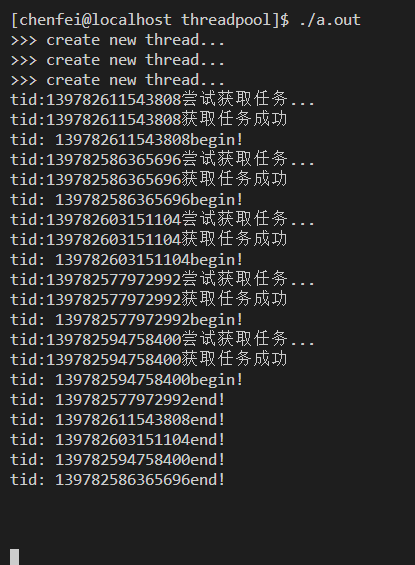 [chenfei@localhost threadpool]$ ./a.out
>>> create new thread...
>>> create new thread...
>>> create new thread...
tid:139782611543808尝试获取任务...
tid:139782611543808获取任务成功
tid: 139782611543808begin!
tid:139782586365696尝试获取任务...
tid:139782586365696获取任务成功
tid: 139782586365696begin!
tid:139782603151104尝试获取任务...
tid:139782603151104获取任务成功
tid: 139782603151104begin!
tid:139782577972992尝试获取任务...
tid:139782577972992获取任务成功
tid: 139782577972992begin!
tid:139782594758400尝试获取任务...
tid:139782594758400获取任务成功
tid: 139782594758400begin!
tid: 139782577972992end!
tid: 139782611543808end!
tid: 139782603151104end!
tid: 139782594758400end!
tid: 139782586365696end!